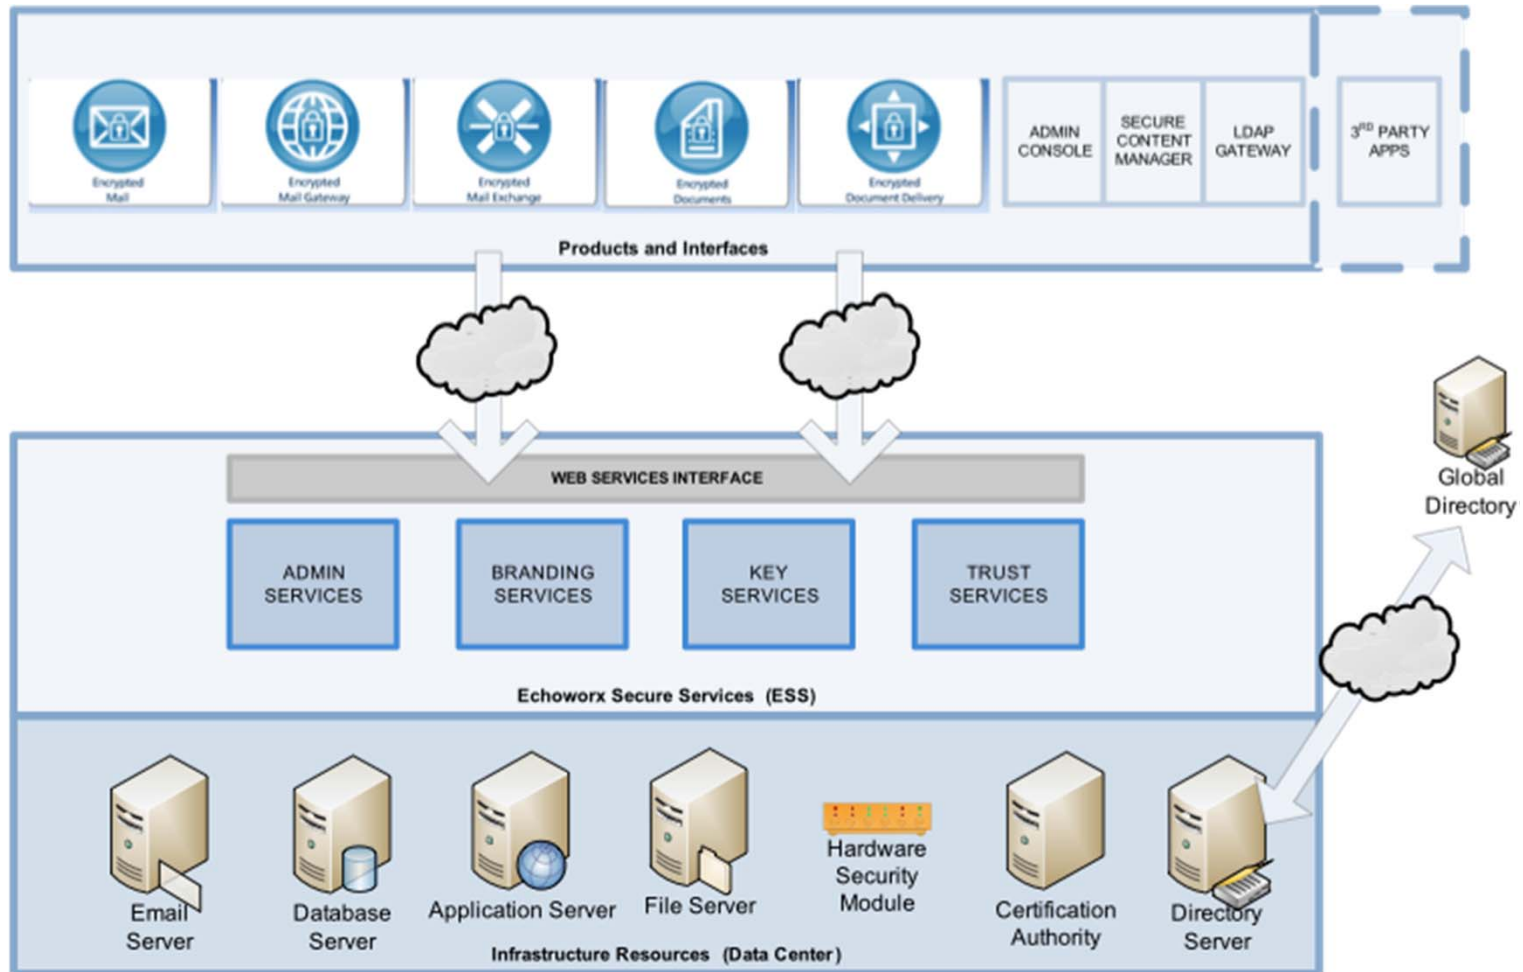 Encrypted
Mail
Encrypted
Mail Gateway
Encrypted
Mail Exchange
Encrypted
Documents
Encrypted
Document Delivery
ADMIN
CONSOLE
SECURE
CONTENT
MANAGER
LDAP
GATEWAY
3RD PARTY
APPS
Products and Interfaces
Global
Directory
WEB SERVICES INTERFACE
ADMIN
SERVICES
BRANDING
SERVICES
KEY
SERVICES
TRUST
SERVICES
Echoworx Secure Services (ESS)
Email
Server
Database
Server
Application Server
File Server
Hardware
Security
Module
Certification
Authority
Directory
Server
Infrastructure Resources (Data Center)